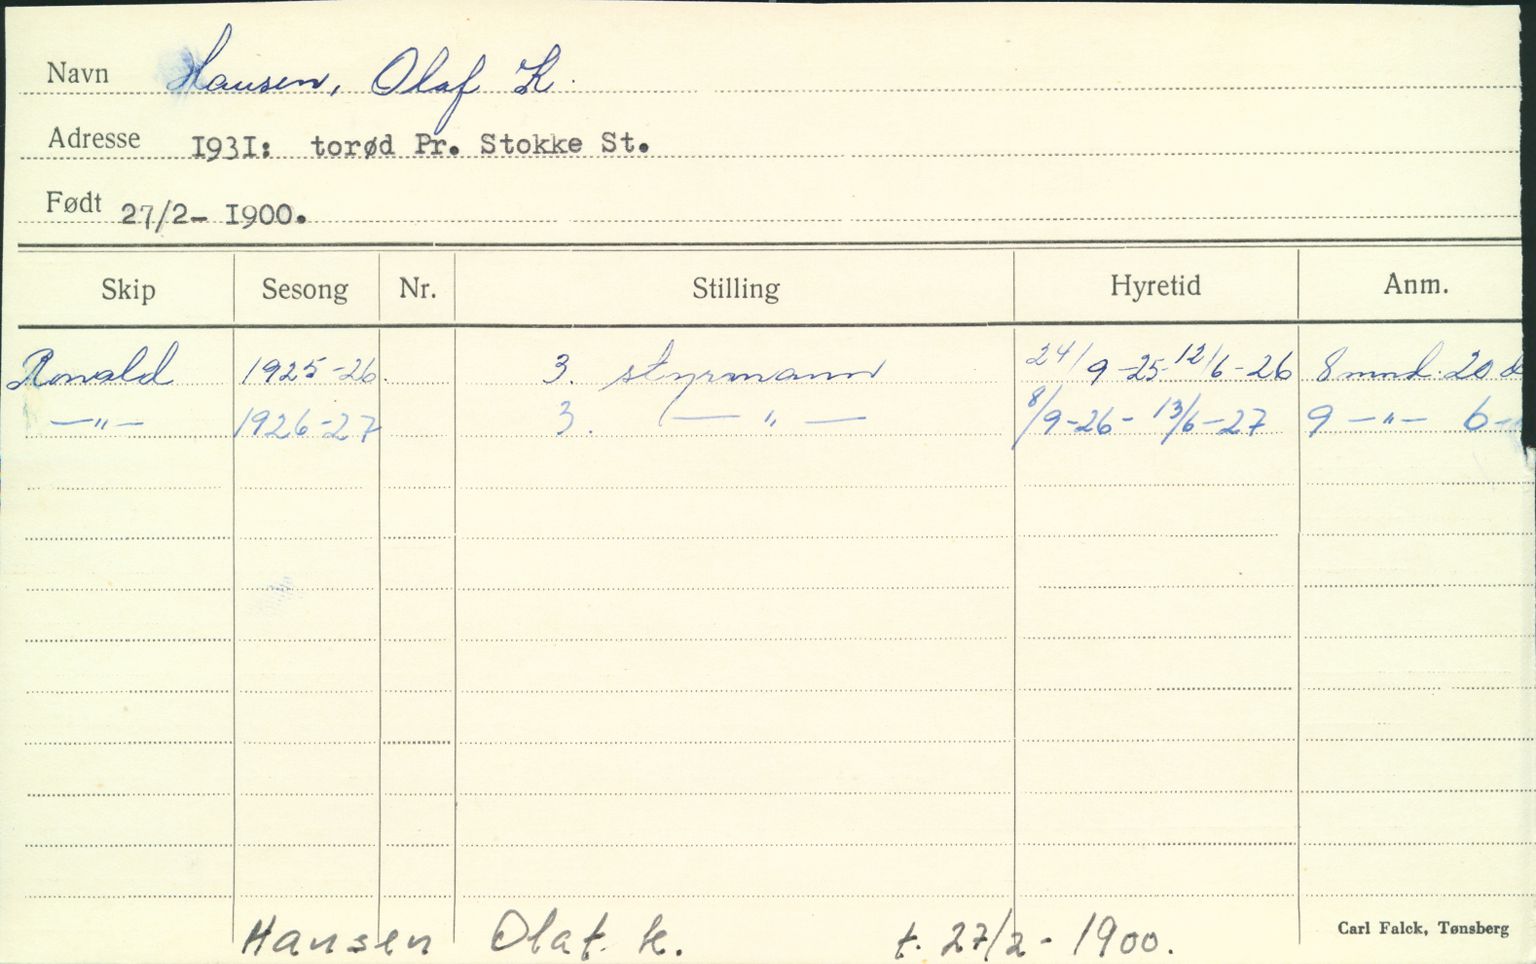 Navn Hansen, Olaf K.
Adresse 1931: torød Pr. Stokke St.
Født 27/2- 1900.
Skip Sesong Nr. Stilling Hyretid Anm.
Ronald 1925-26. 3. styrmann 24/9-25-12/6-26 8 mnd. 20 d
—"— 1926-27 3. —"— 8/9-26- 13/6-27 9 —"— 6-
Hansen Olaf. K. f. 27/2- 1900.
Carl Falck, Tønsberg